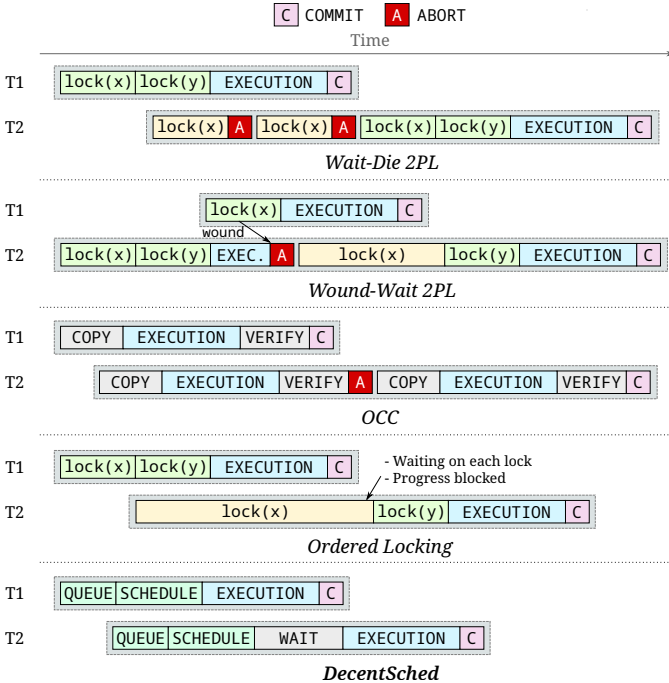 C COMMIT A ABORT
Time
T1 lock(x) lock(y) EXECUTION C
T2 lock(x) A lock(x) A lock(x) lock(y) EXECUTION C
Wait-Die 2PL
T1 lock(x) EXECUTION C
wound
T2 lock(x) lock(y) EXEC. A lock(x) lock(y) EXECUTION C
Wound-Wait 2PL
T1 COPY EXECUTION VERIFY C
T2 COPY EXECUTION VERIFY A COPY EXECUTION VERIFY C
OCC
T1 lock(x) lock(y) EXECUTION C
- Waiting on each lock
- Progress blocked
T2 lock(x) lock(y) EXECUTION C
Ordered Locking
T1 QUEUE SCHEDULE EXECUTION C
T2 QUEUE SCHEDULE WAIT EXECUTION C
DecentSched